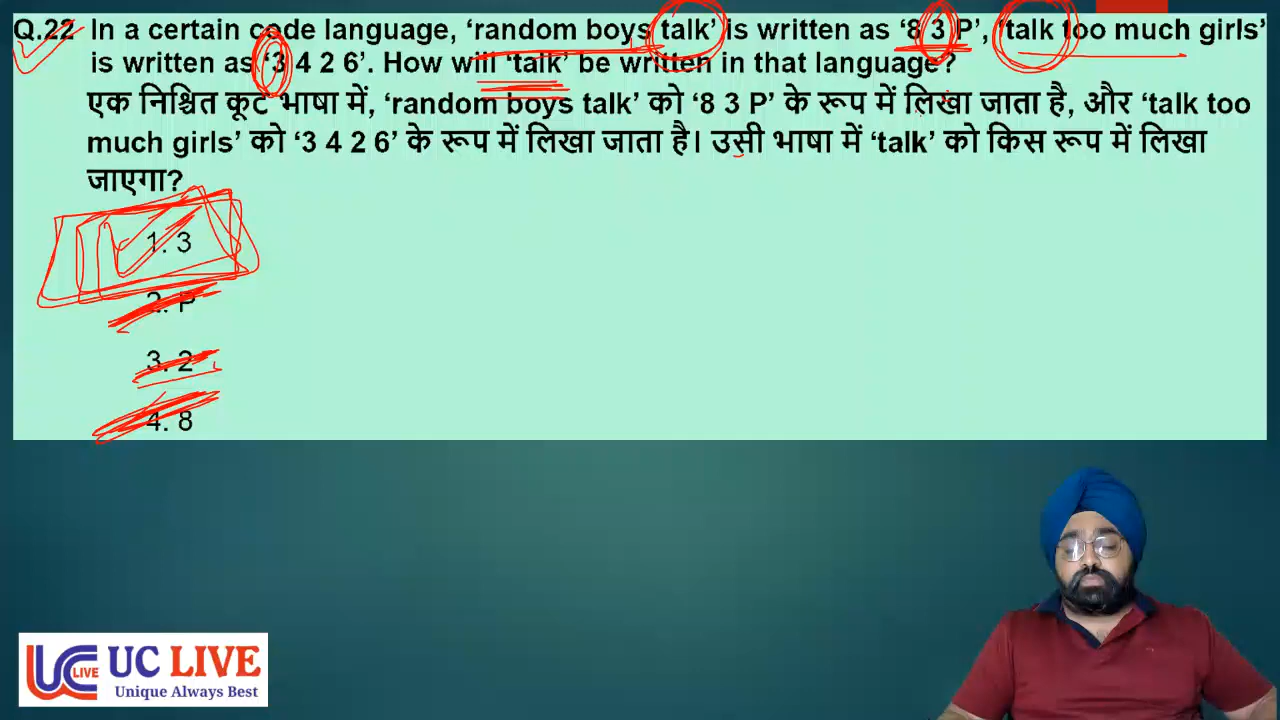 Q.22 In a certain code language, ‘random boys talk’ is written as ‘8 3 P’, ‘talk too much girls’
is written as ‘3 4 2 6’. How will ‘talk’ be written in that language?
एक निश्चित कूट भाषा में, ‘random boys talk’ को ‘8 3 P’ के रूप में लिखा जाता है, और ‘talk too
much girls’ को ‘3 4 2 6’ के रूप में लिखा जाता है। उसी भाषा में ‘talk’ को किस रूप में लिखा
जाएगा?
1. 3
2. P
3. 2
4. 8
UC LIVE
LIVE
Unique Always Best